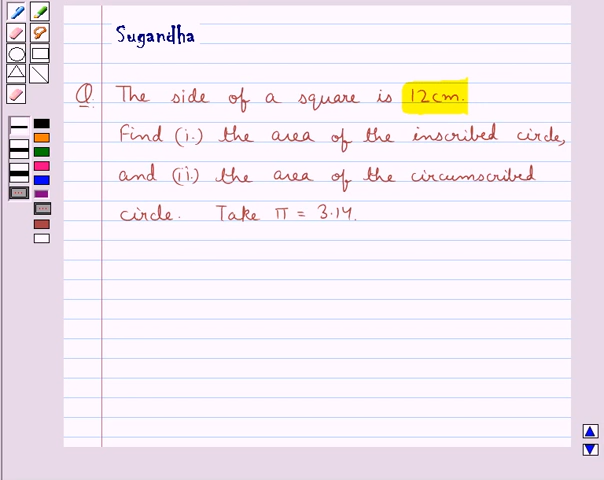 Sugandha
Q. The side of a square is 12cm.
Find (i.) the area of the inscribed circle,
and (ii.) the area of the circumscribed
circle. Take π = 3.14.